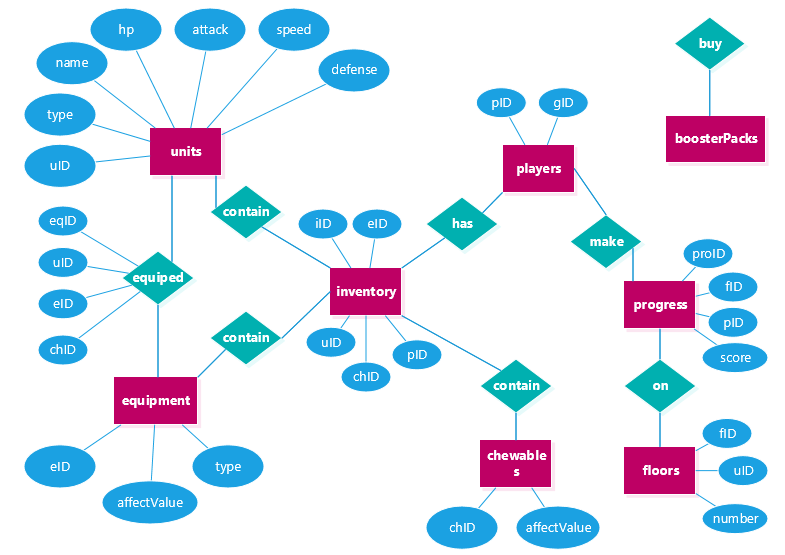 hp
attack
speed
buy
name
defense
type
pID
gID
units
boosterPacks
uID
players
eqID
contain
iID
eID
has
make
uID
proID
equiped
inventory
progress
fID
eID
pID
chID
contain
uID
pID
score
chID
equipment
contain
on
fID
eID
type
chewable
s
floors
uID
affectValue
chID
affectValue
number